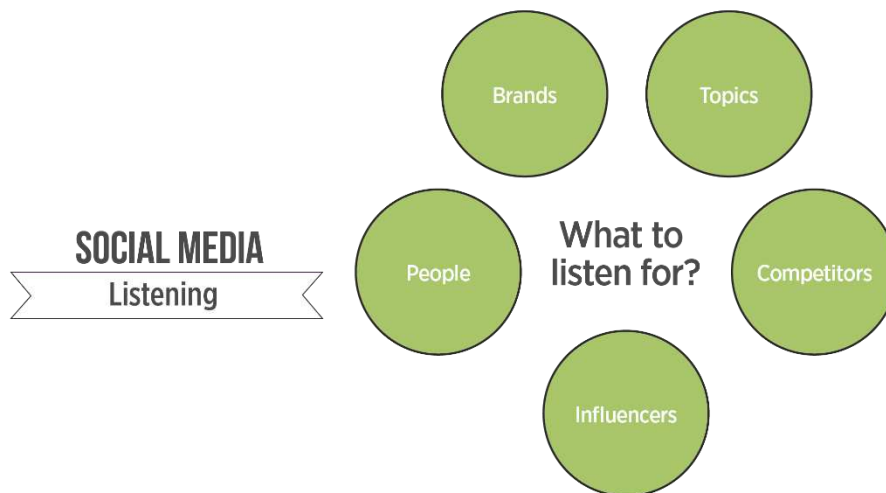 SOCIAL MEDIA
Listening
What to
listen for?
Brands
Topics
People
Competitors
Influencers